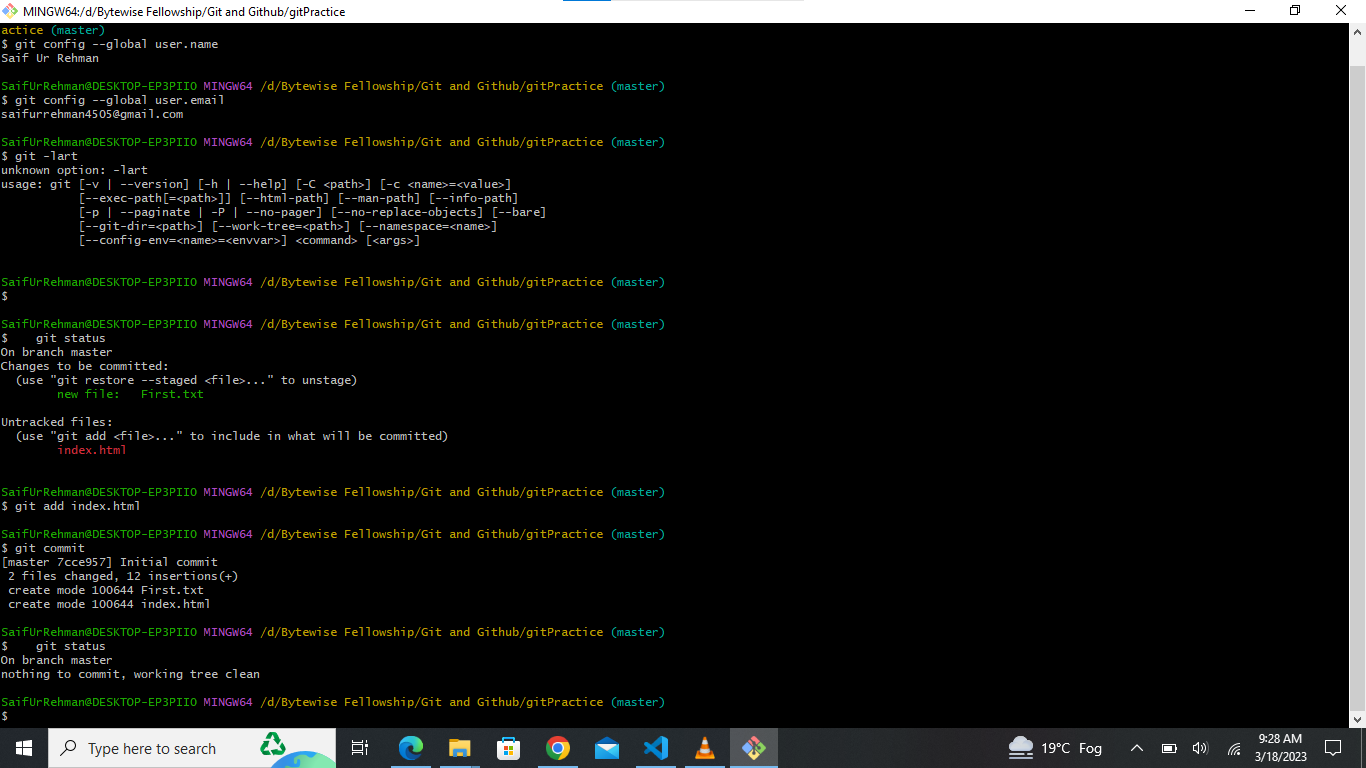 MINGW64:/d/Bytewise Fellowship/Git and Github/gitPractice
actice (master)
$ git config --global user.name
Saif Ur Rehman
SaifUrRehman@DESKTOP-EP3PIIO MINGW64 /d/Bytewise Fellowship/Git and Github/gitPractice (master)
$ git config --global user.email
saifurrehman4505@gmail.com
SaifUrRehman@DESKTOP-EP3PIIO MINGW64 /d/Bytewise Fellowship/Git and Github/gitPractice (master)
$ git -lart
unknown option: -lart
usage: git [-v | --version] [-h | --help] [-C <path>] [-c <name>=<value>]
[--exec-path[=<path>]] [--html-path] [--man-path] [--info-path]
[-p | --paginate | -P | --no-pager] [--no-replace-objects] [--bare]
[--git-dir=<path>] [--work-tree=<path>] [--namespace=<name>]
[--config-env=<name>=<envvar>] <command> [<args>]
SaifUrRehman@DESKTOP-EP3PIIO MINGW64 /d/Bytewise Fellowship/Git and Github/gitPractice (master)
$
SaifUrRehman@DESKTOP-EP3PIIO MINGW64 /d/Bytewise Fellowship/Git and Github/gitPractice (master)
$    git status
On branch master
Changes to be committed:
(use "git restore --staged <file>..." to unstage)
new file:   First.txt
Untracked files:
(use "git add <file>..." to include in what will be committed)
index.html
SaifUrRehman@DESKTOP-EP3PIIO MINGW64 /d/Bytewise Fellowship/Git and Github/gitPractice (master)
$ git add index.html
SaifUrRehman@DESKTOP-EP3PIIO MINGW64 /d/Bytewise Fellowship/Git and Github/gitPractice (master)
$ git commit
[master 7cce957] Initial commit
2 files changed, 12 insertions(+)
create mode 100644 First.txt
create mode 100644 index.html
SaifUrRehman@DESKTOP-EP3PIIO MINGW64 /d/Bytewise Fellowship/Git and Github/gitPractice (master)
$    git status
On branch master
nothing to commit, working tree clean
SaifUrRehman@DESKTOP-EP3PIIO MINGW64 /d/Bytewise Fellowship/Git and Github/gitPractice (master)
$
Type here to search
19°C Fog
9:28 AM
3/18/2023